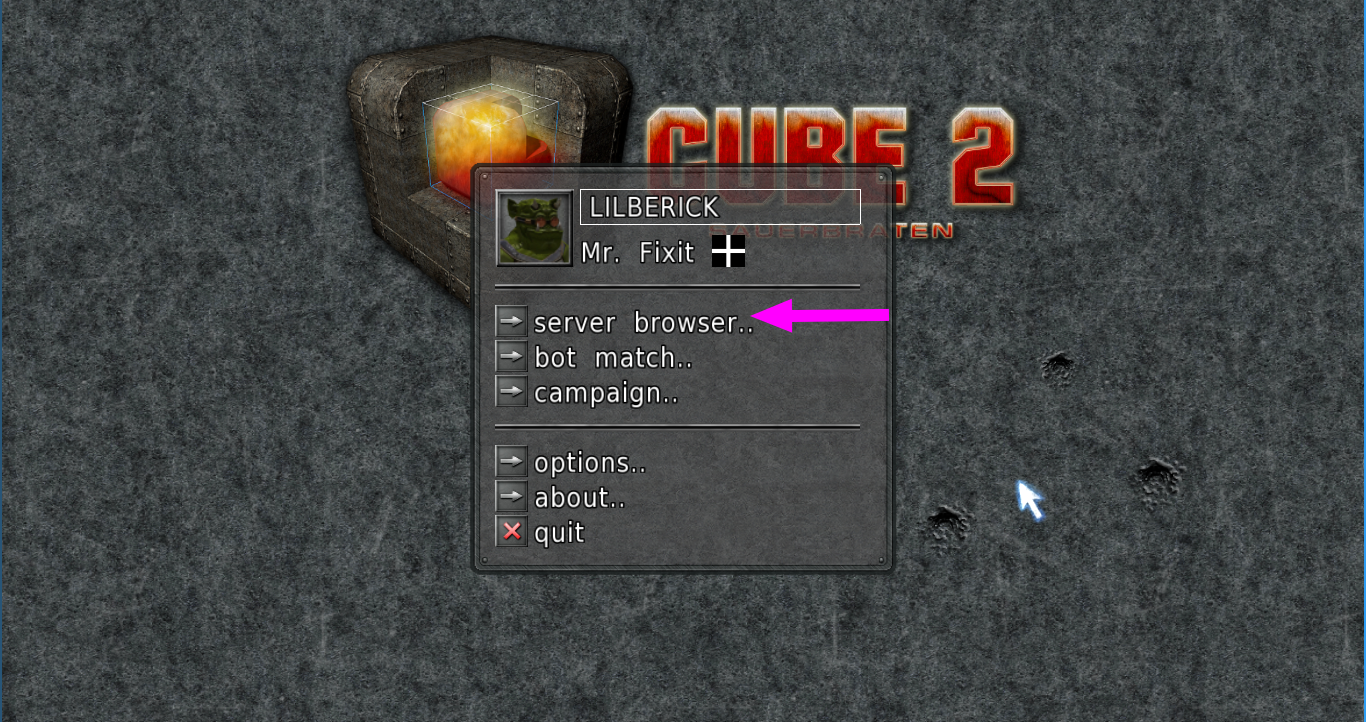 CUBE 2
SAUERBRATEN
LILBERICK
Mr. Fixit
server browser..
bot match..
campaign..
options..
about..
quit